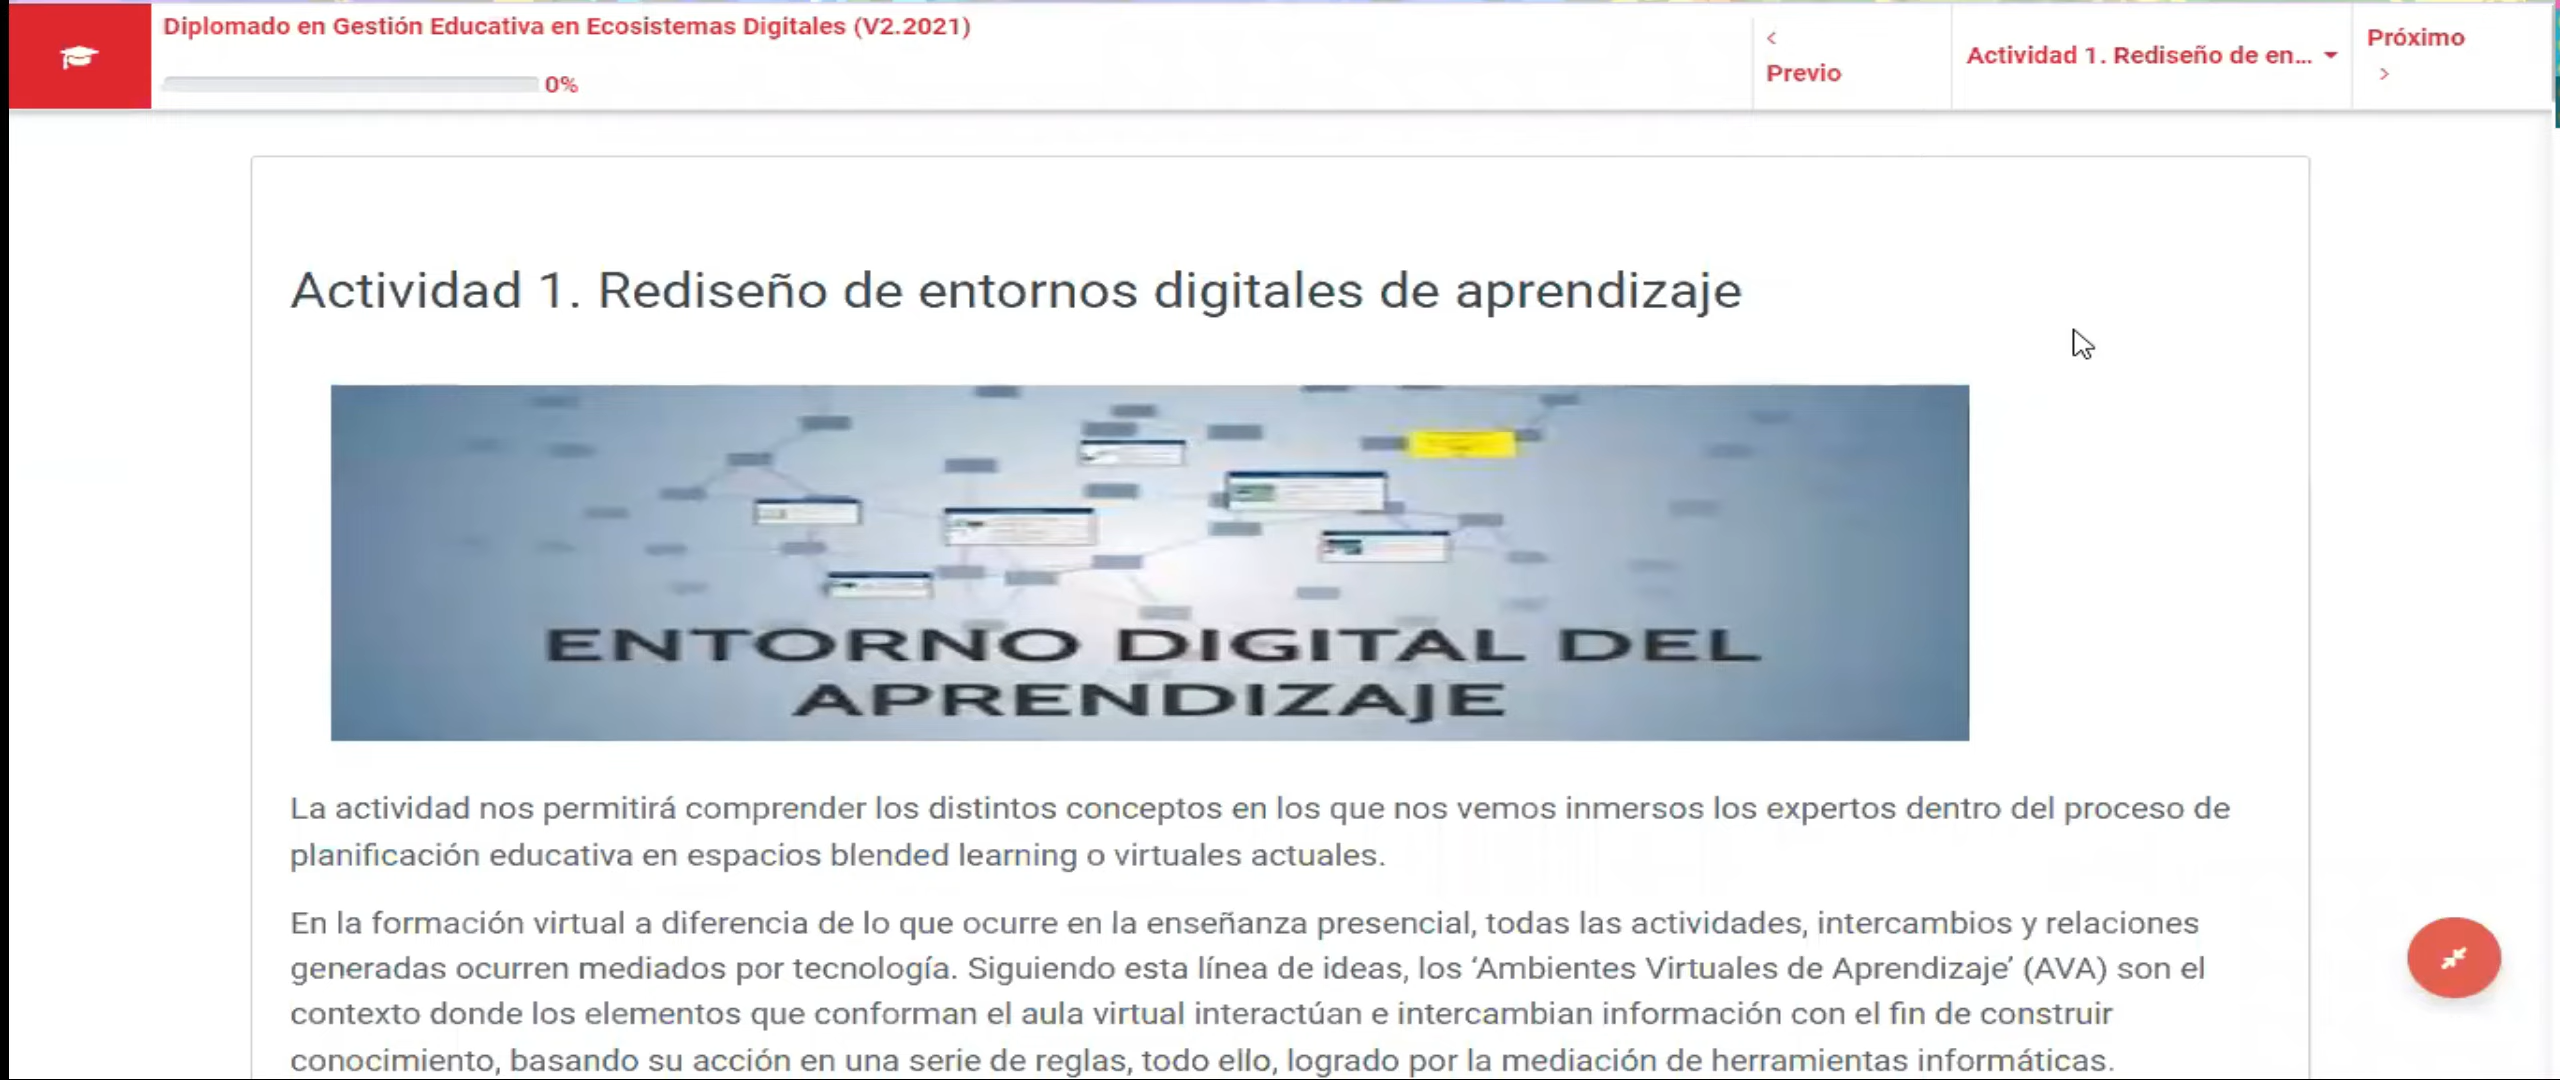 Diplomado en Gestión Educativa en Ecosistemas Digitales (V2.2021)
0%
<
Previo
Actividad 1. Rediseño de en...
Próximo
>
Actividad 1. Rediseño de entornos digitales de aprendizaje
ENTORNO DIGITAL DEL
APRENDIZAJE
La actividad nos permitirá comprender los distintos conceptos en los que nos vemos inmersos los expertos dentro del proceso de
planificación educativa en espacios blended learning o virtuales actuales.
En la formación virtual a diferencia de lo que ocurre en la enseñanza presencial, todas las actividades, intercambios y relaciones
generadas ocurren mediados por tecnología. Siguiendo esta línea de ideas, los ‘Ambientes Virtuales de Aprendizaje’ (AVA) son el
contexto donde los elementos que conforman el aula virtual interactúan e intercambian información con el fin de construir
conocimiento, basando su acción en una serie de reglas, todo ello, logrado por la mediación de herramientas informáticas.